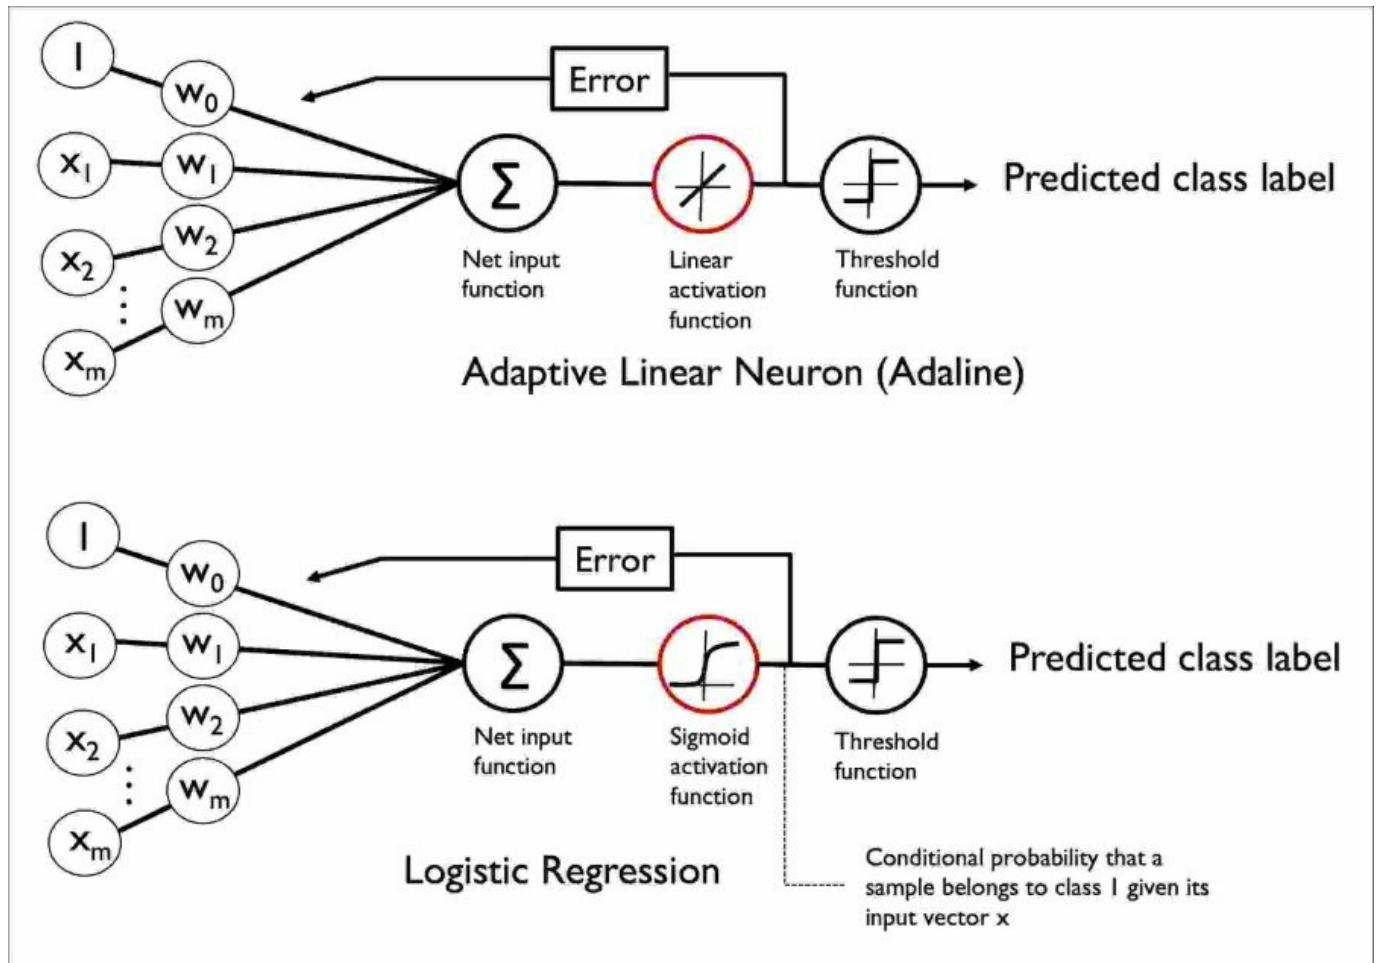 1
w0
Error
x1
w1
Σ
Predicted class label
x2
w2
Net input
function
Linear
activation
function
Threshold
function
wm
xm
Adaptive Linear Neuron (Adaline)
1
w0
Error
x1
w1
Σ
Predicted class label
x2
w2
Net input
function
Sigmoid
activation
function
Threshold
function
wm
xm
Logistic Regression
Conditional probability that a
sample belongs to class 1 given its
input vector x